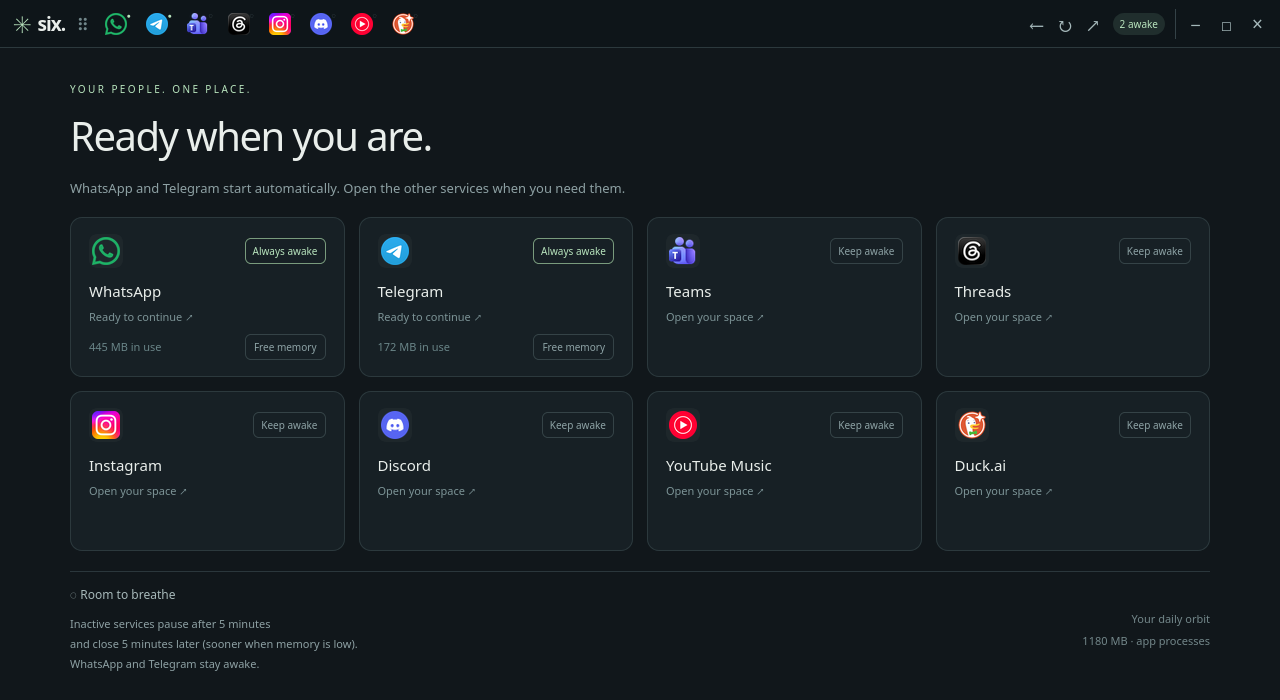 six.
2 awake
YOUR PEOPLE. ONE PLACE.
Ready when you are.
WhatsApp and Telegram start automatically. Open the other services when you need them.
Always awake
WhatsApp
Ready to continue ↗
445 MB in use
Free memory
Always awake
Telegram
Ready to continue ↗
172 MB in use
Free memory
Keep awake
Teams
Open your space ↗
Keep awake
Threads
Open your space ↗
Keep awake
Instagram
Open your space ↗
Keep awake
Discord
Open your space ↗
Keep awake
YouTube Music
Open your space ↗
Keep awake
Duck.ai
Open your space ↗
Room to breathe
Inactive services pause after 5 minutes
and close 5 minutes later (sooner when memory is low).
WhatsApp and Telegram stay awake.
Your daily orbit
1180 MB · app processes